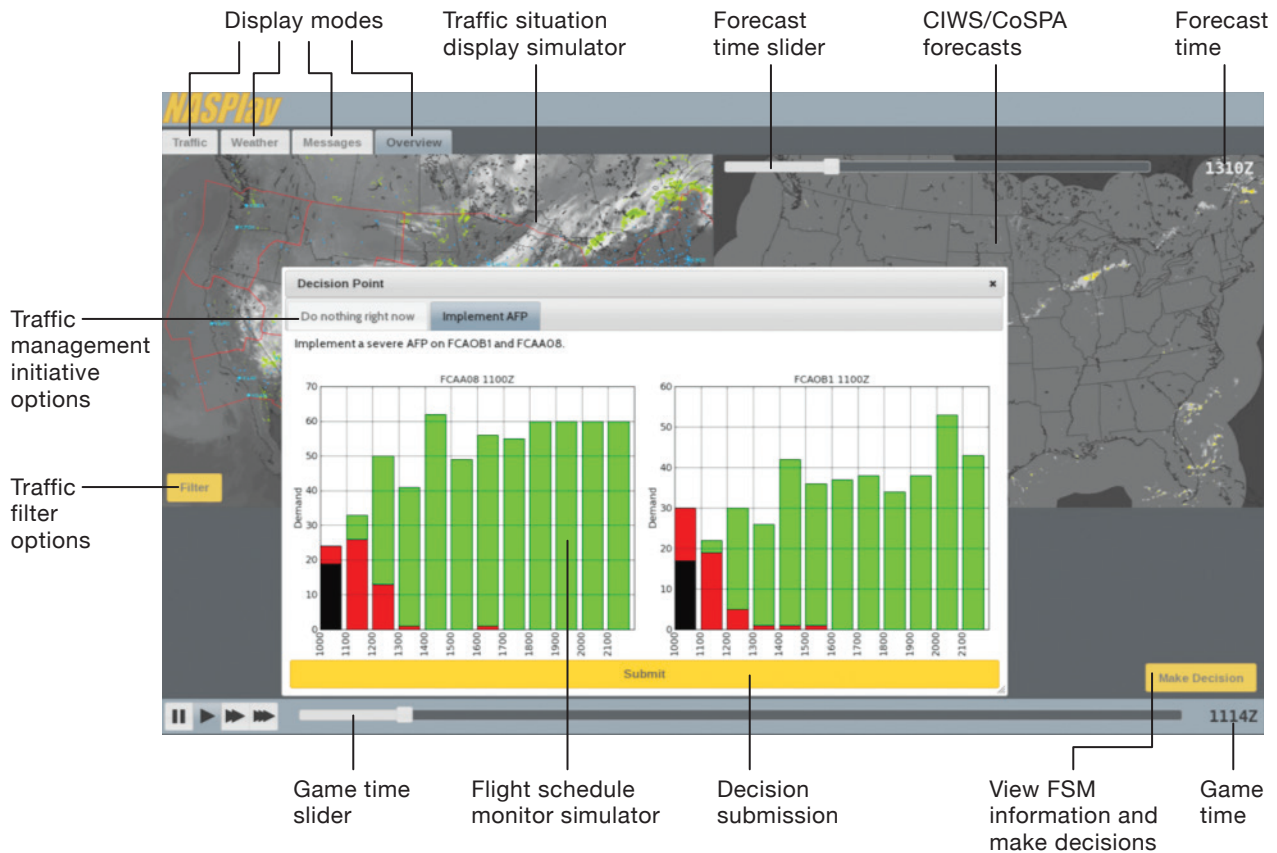 Display modes
Traffic situation
display simulator
Forecast
time slider
CIWS/CoSPA
forecasts
Forecast
time
NASPlay
Traffic
Weather
Messages
Overview
1310Z
Decision Point
×
Do nothing right now
Implement AFP
Implement a severe AFP on FCAOB1 and FCAA08.
Traffic
management
initiative
options
FCAA08 1100Z
Demand
70
60
50
40
30
20
10
0
1000
1100
1200
1300
1400
1500
1600
1700
1800
1900
2000
2100
FCAOB1 1100Z
Demand
60
50
40
30
20
10
0
1000
1100
1200
1300
1400
1500
1600
1700
1800
1900
2000
2100
Filter
Traffic
filter
options
Submit
Make Decision
1114Z
Game time
slider
Flight schedule
monitor simulator
Decision
submission
View FSM
information and
make decisions
Game
time